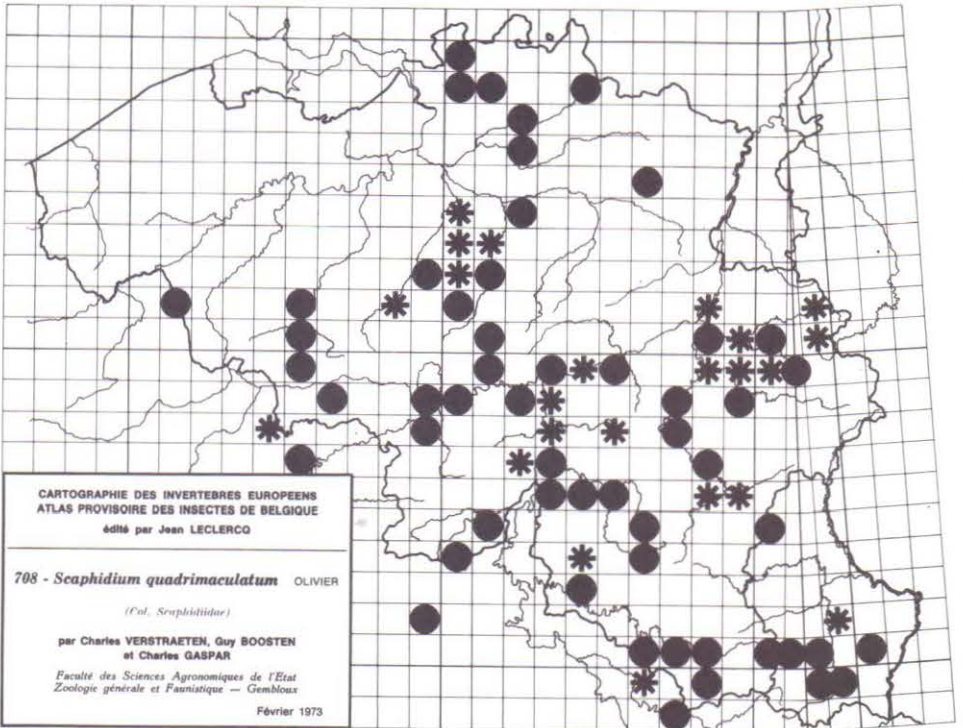 CARTOGRAPHIE DES INVERTEBRES EUROPEENS
ATLAS PROVISOIRE DES INSECTES DE BELGIQUE
édité par Jean LECLERCQ
708 - Scaphidium quadrimaculatum OLIVIER
(Col. Scaphidiidae)
par Charles VERSTRAETEN, Guy BOOSTEN
et Charles GASPAR
Faculté des Sciences Agronomiques de l'Etat
Zoologie générale et Faunistique — Gembloux
Février 1973